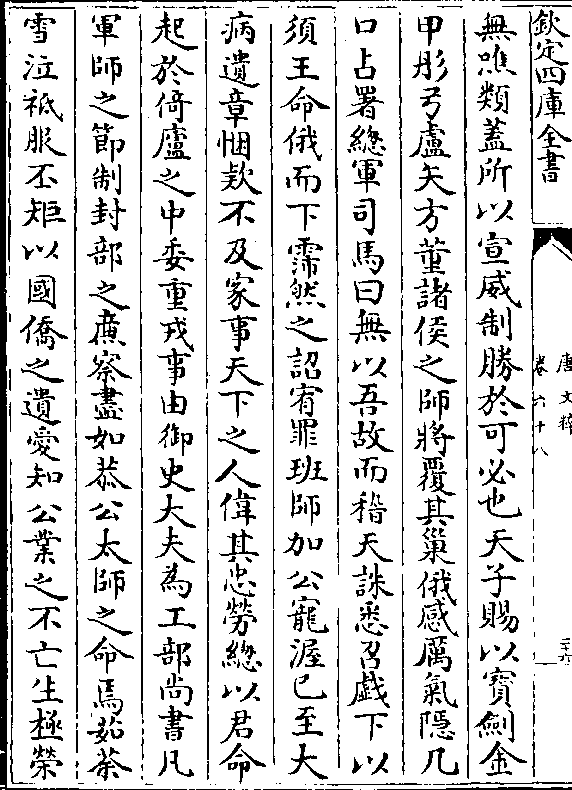 欽定四庫全書
唐文粹
卷六十八
無噍類蓋所以宣威制勝於可必也天子賜以寶劍金
甲彤弓盧矢方董諸侯之師將覆其巢俄感厲氣隠几
口占署總軍司馬曰無以吾故而稽天誅悉召戯下以
須王命俄而下霈然之詔宥罪班師加公寵渥已至大
病遺章悃欵不及家事天下之人偉其忠勞總以君命
起於倚廬之中委重戎事由御史大夫為工部尚書凡
軍師之節制封部之㢘察盡如恭公太師之命焉茹荼
雪泣祗服丕矩以國僑之遺愛知公業之不亡生極榮